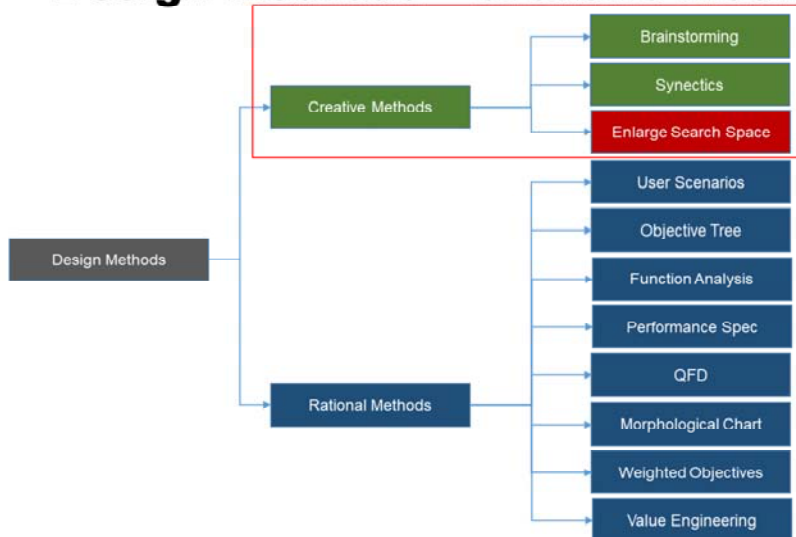 Creative Methods
Brainstorming
Synectics
Enlarge Search Space
Design Methods
Rational Methods
User Scenarios
Objective Tree
Function Analysis
Performance Spec
QFD
Morphological Chart
Weighted Objectives
Value Engineering